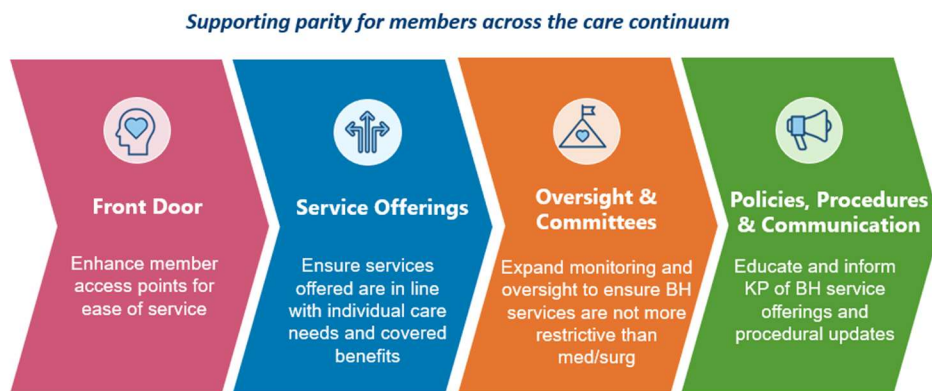 Supporting parity for members across the care continuum
Front Door
Enhance member
access points for
ease of service
Service Offerings
Ensure services
offered are in line
with individual care
needs and covered
benefits
Oversight &
Committees
Expand monitoring and
oversight to ensure BH
services are not more
restrictive than
med/surg
Policies, Procedures
& Communication
Educate and inform
KP of BH service
offerings and
procedural updates